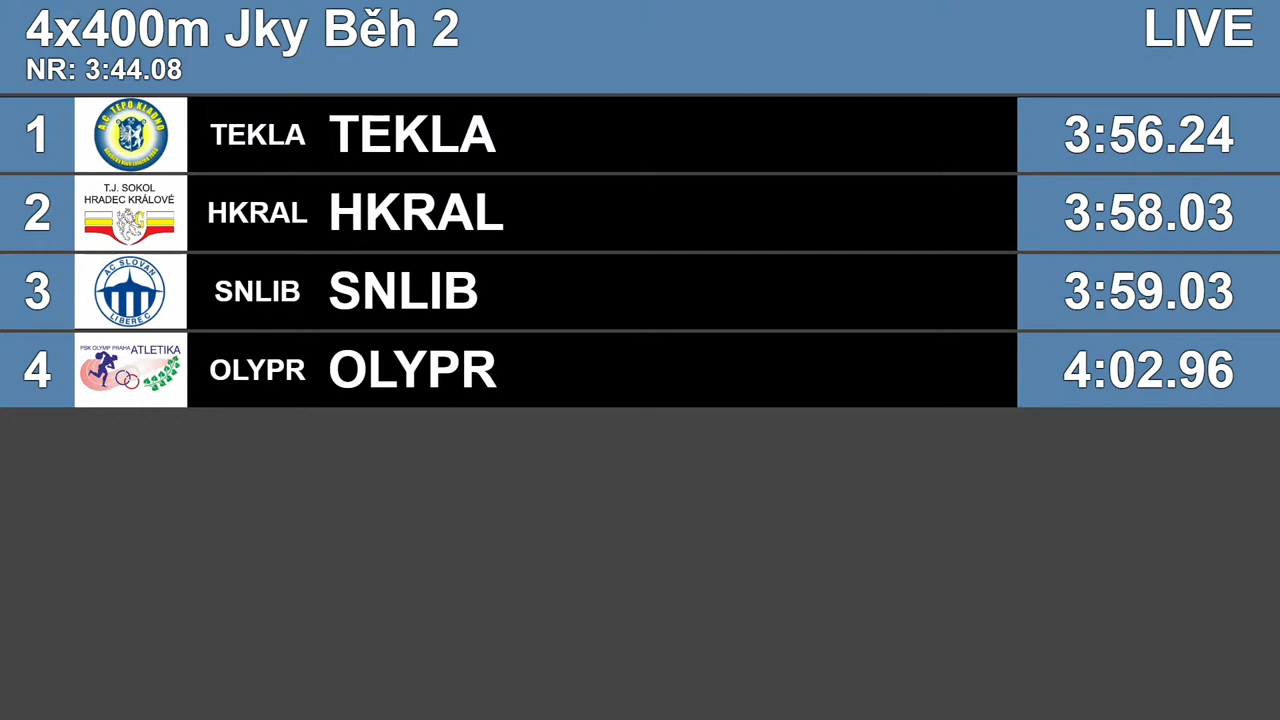 4x400m Jky Běh 2
LIVE
NR: 3:44.08
1 A.C. TEPO KLADNO TEKLA TEKLA 3:56.24
T.J. SOKOL
HRADEC KRÁLOVÉ
2 HKRAL HKRAL 3:58.03
3 AC SLOVAN LIBEREC SNLIB SNLIB 3:59.03
PSK OLYMP PRAHA ATLETIKA
4 OLYPR OLYPR 4:02.96